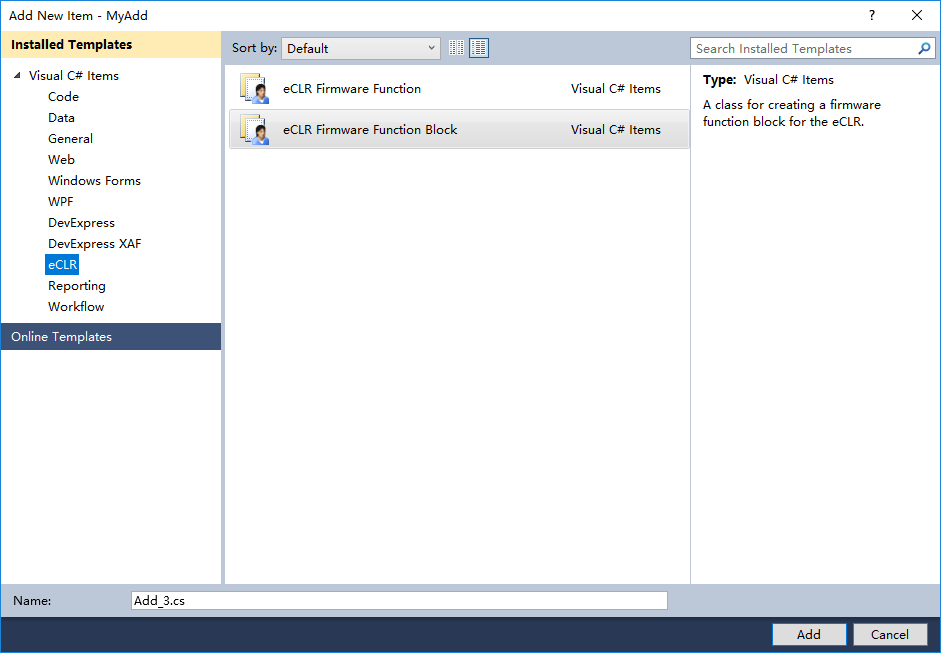 Add New Item - MyAdd
?
Installed Templates
Visual C# Items
Code
Data
General
Web
Windows Forms
WPF
DevExpress
DevExpress XAF
eCLR
Reporting
Workflow
Online Templates
Sort by: Default
eCLR Firmware Function Visual C# Items
eCLR Firmware Function Block Visual C# Items
Search Installed Templates
Type: Visual C# Items
A class for creating a firmware
function block for the eCLR.
Name: Add_3.cs
Add Cancel